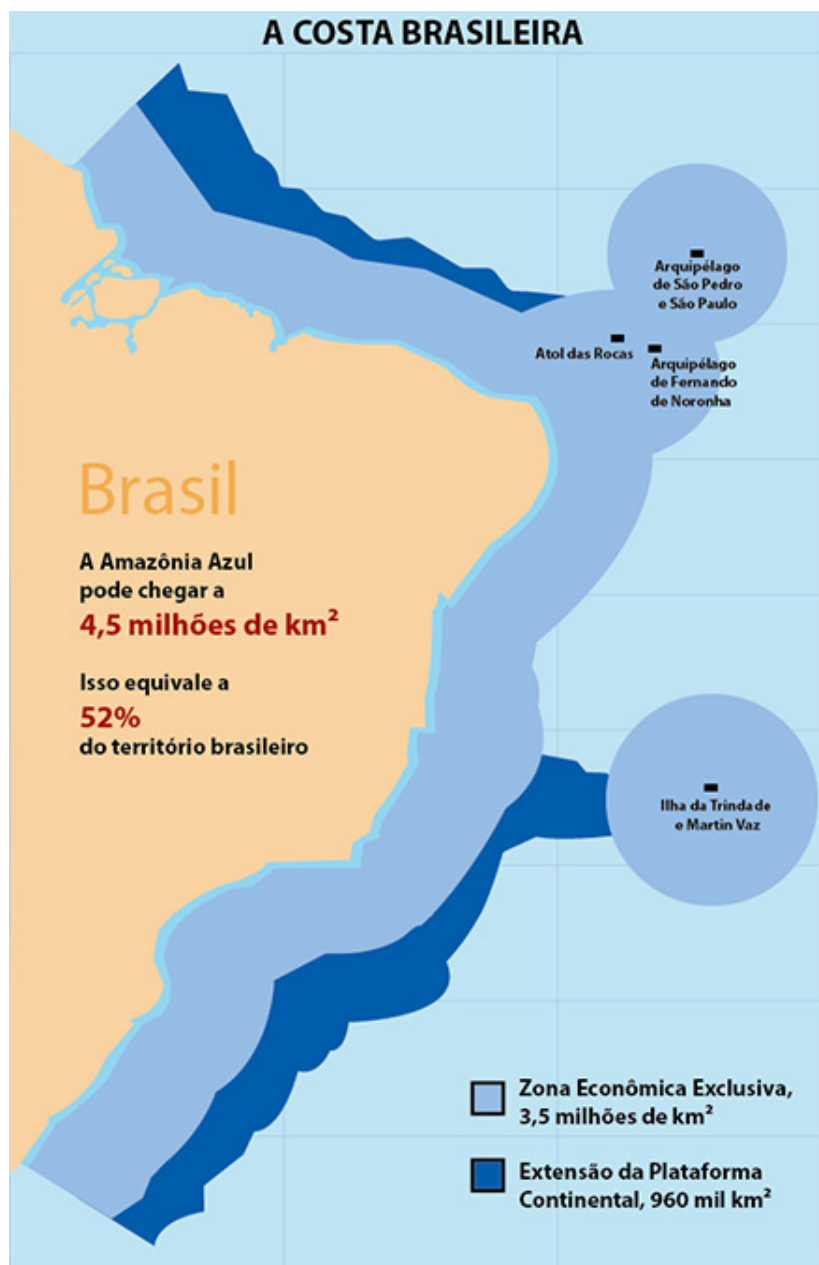 A COSTA BRASILEIRA
Arquipélago
de São Pedro
e São Paulo
Atol das Rocas
Arquipélago
de Fernando
de Noronha
Brasil
A Amazônia Azul
pode chegar a
4,5 milhões de km²
Isso equivale a
52%
do território brasileiro
Ilha da Trindade
e Martin Vaz
Zona Econômica Exclusiva,
3,5 milhões de km²
Extensão da Plataforma
Continental, 960 mil km²